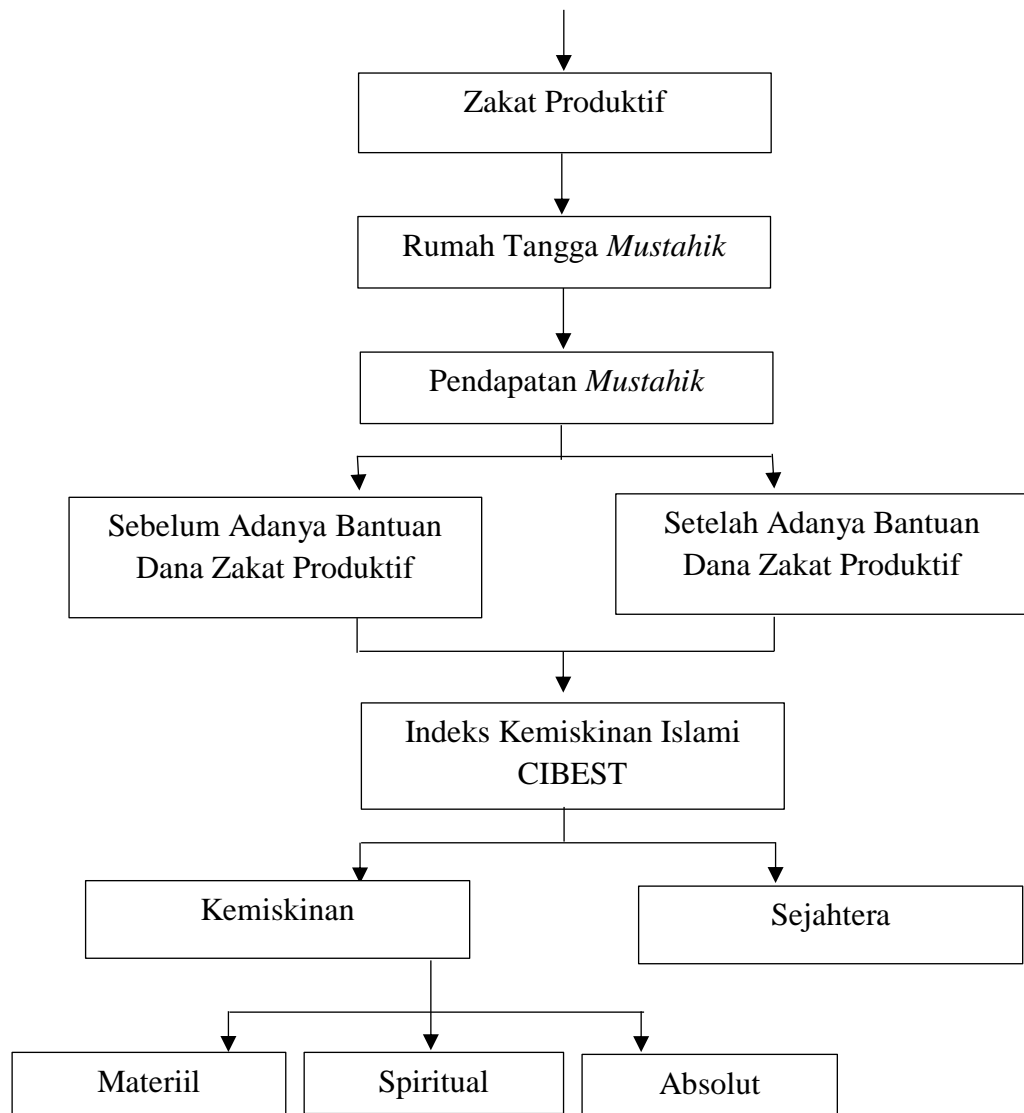 Zakat Produktif
Rumah Tangga Mustahik
Pendapatan Mustahik
Sebelum Adanya Bantuan
Dana Zakat Produktif
Setelah Adanya Bantuan
Dana Zakat Produktif
Indeks Kemiskinan Islami
CIBEST
Kemiskinan
Sejahtera
Materiil
Spiritual
Absolut